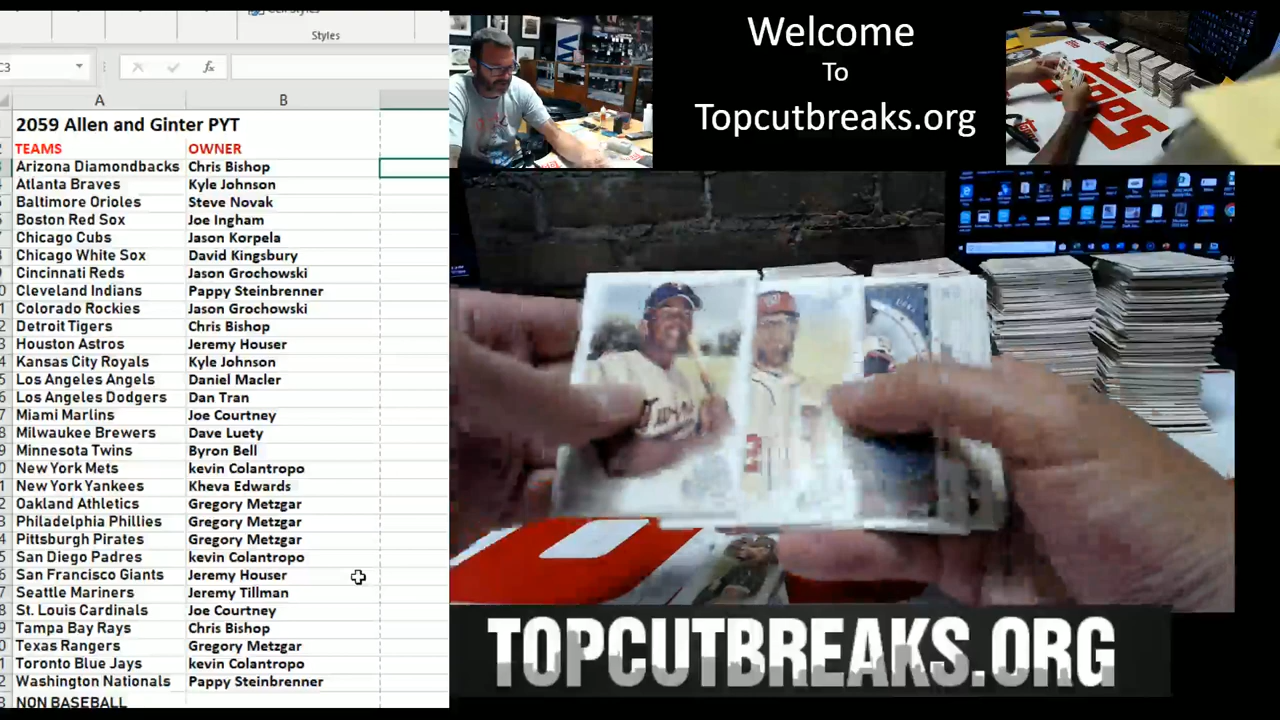 Styles
C3
fx
A
B
2059 Allen and Ginter PYT
TEAMS OWNER
Arizona Diamondbacks Chris Bishop
Atlanta Braves Kyle Johnson
Baltimore Orioles Steve Novak
Boston Red Sox Joe Ingham
Chicago Cubs Jason Korpela
Chicago White Sox David Kingsbury
Cincinnati Reds Jason Grochowski
Cleveland Indians Pappy Steinbrenner
Colorado Rockies Jason Grochowski
Detroit Tigers Chris Bishop
Houston Astros Jeremy Houser
Kansas City Royals Kyle Johnson
Los Angeles Angels Daniel Macler
Los Angeles Dodgers Dan Tran
Miami Marlins Joe Courtney
Milwaukee Brewers Dave Luety
Minnesota Twins Byron Bell
New York Mets kevin Colantropo
New York Yankees Kheva Edwards
Oakland Athletics Gregory Metzgar
Philadelphia Phillies Gregory Metzgar
Pittsburgh Pirates Gregory Metzgar
San Diego Padres kevin Colantropo
San Francisco Giants Jeremy Houser
Seattle Mariners Jeremy Tillman
St. Louis Cardinals Joe Courtney
Tampa Bay Rays Chris Bishop
Texas Rangers Gregory Metzgar
Toronto Blue Jays kevin Colantropo
Washington Nationals Pappy Steinbrenner
NON BASEBALL
Welcome
To
Topcutbreaks.org
topps
Twins
TOPCUTBREAKS.ORG